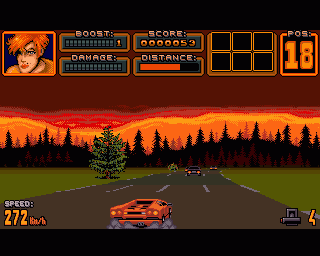 BOOST: SCORE: POS:
1 0000053 18
DAMAGE: DISTANCE:
SPEED:
272 Km/h 4